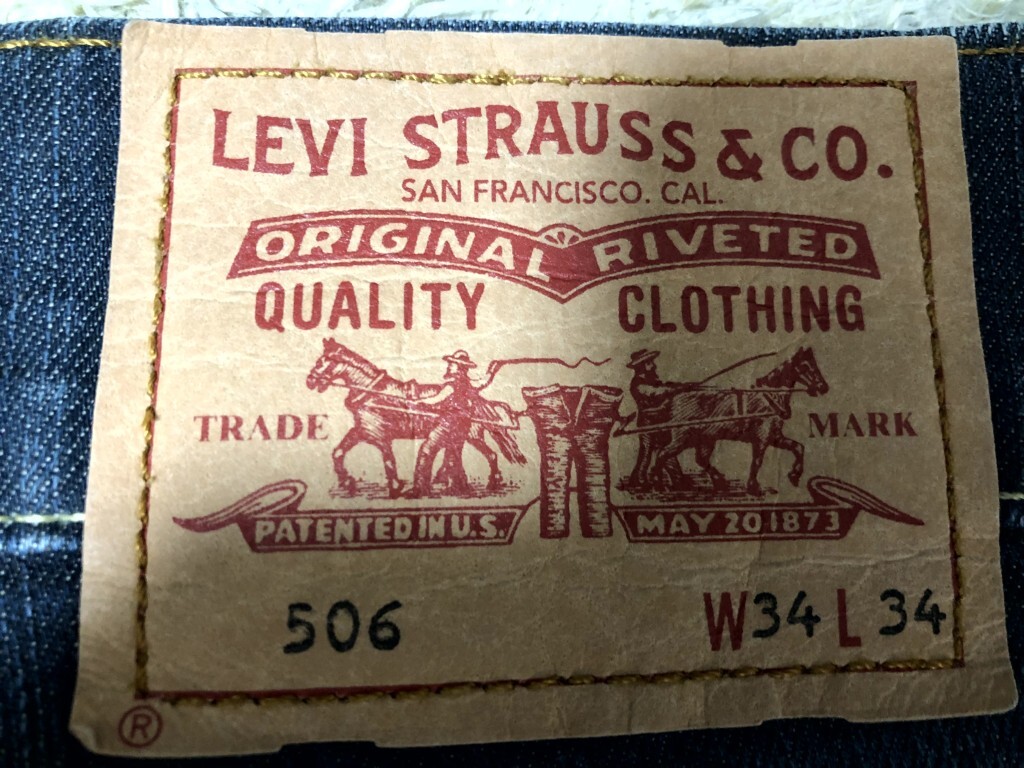 LEVI STRAUSS & CO.
SAN FRANCISCO. CAL.
ORIGINAL RIVETED
QUALITY CLOTHING
TRADE MARK
PATENTED IN U.S. MAY 20 1873
506 W34 L 34
®